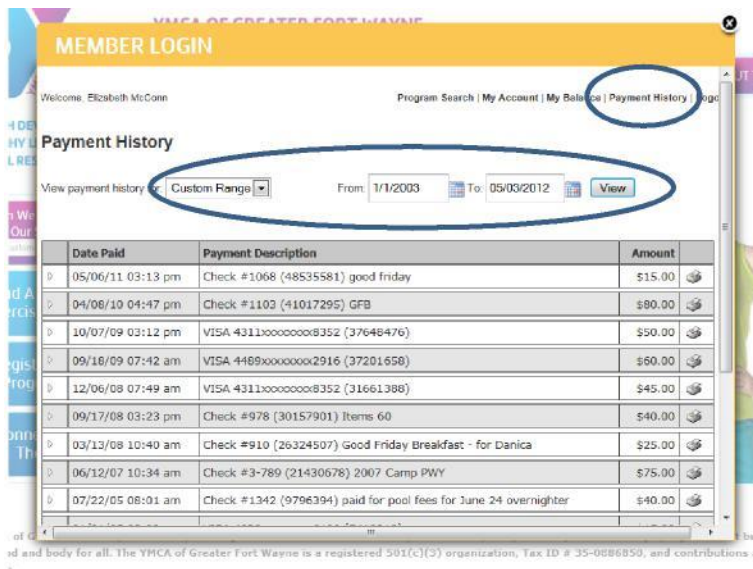 YMCA OF GREATER FORT WAYNE
MEMBER LOGIN
Welcome, Elizabeth McConn
Program Search | My Account | My Balance | Payment History | Logo
Payment History
View payment history for: Custom Range From: 1/1/2003 To: 05/03/2012 View
Date Paid Payment Description Amount
05/06/11 03:13 pm Check #1068 (48535581) good friday $15.00
04/08/10 04:47 pm Check #1103 (41017295) GFB $80.00
10/07/09 03:12 pm VISA 4311xxxxxxxx8352 (37648476) $50.00
09/18/09 07:42 am VISA 4489xxxxxxxx2916 (37201658) $60.00
12/06/08 07:49 am VISA 4311xxxxxxxx8352 (31661388) $45.00
09/17/08 03:23 pm Check #978 (30157901) Items 60 $40.00
03/13/08 10:40 am Check #910 (26324507) Good Friday Breakfast - for Danica $25.00
06/12/07 10:34 am Check #3-789 (21430678) 2007 Camp PWY $75.00
07/22/05 08:01 am Check #1342 (9796394) paid for pool fees for June 24 overnighter $40.00
and body for all. The YMCA of Greater Fort Wayne is a registered 501(c)(3) organization, Tax ID # 35-0886850, and contributions